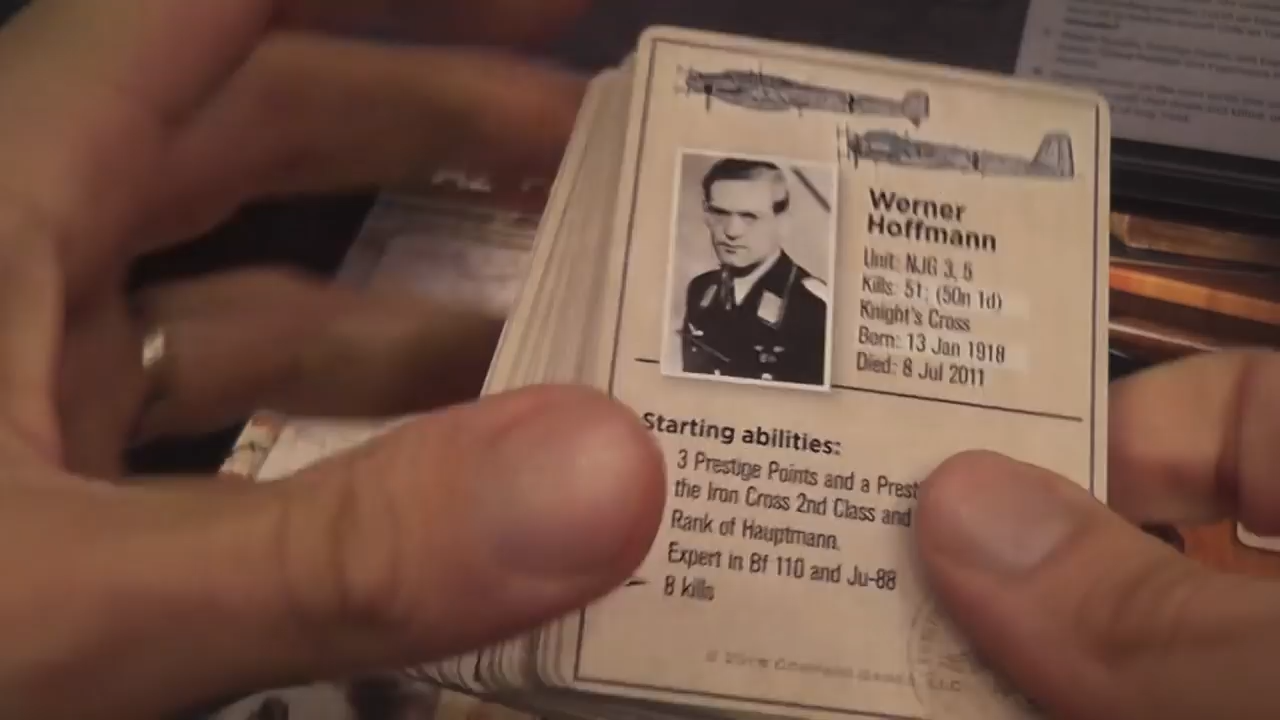 Werner
Hoffmann
Unit: NJG 3, 5
Kills: 51; (50n 1d)
Knight's Cross
Born: 13 Jan 1918
Died: 8 Jul 2011
Starting abilities:
3 Prestige Points and a Prest
the Iron Cross 2nd Class and
Rank of Hauptmann.
Expert in Bf 110 and Ju-88
8 kills